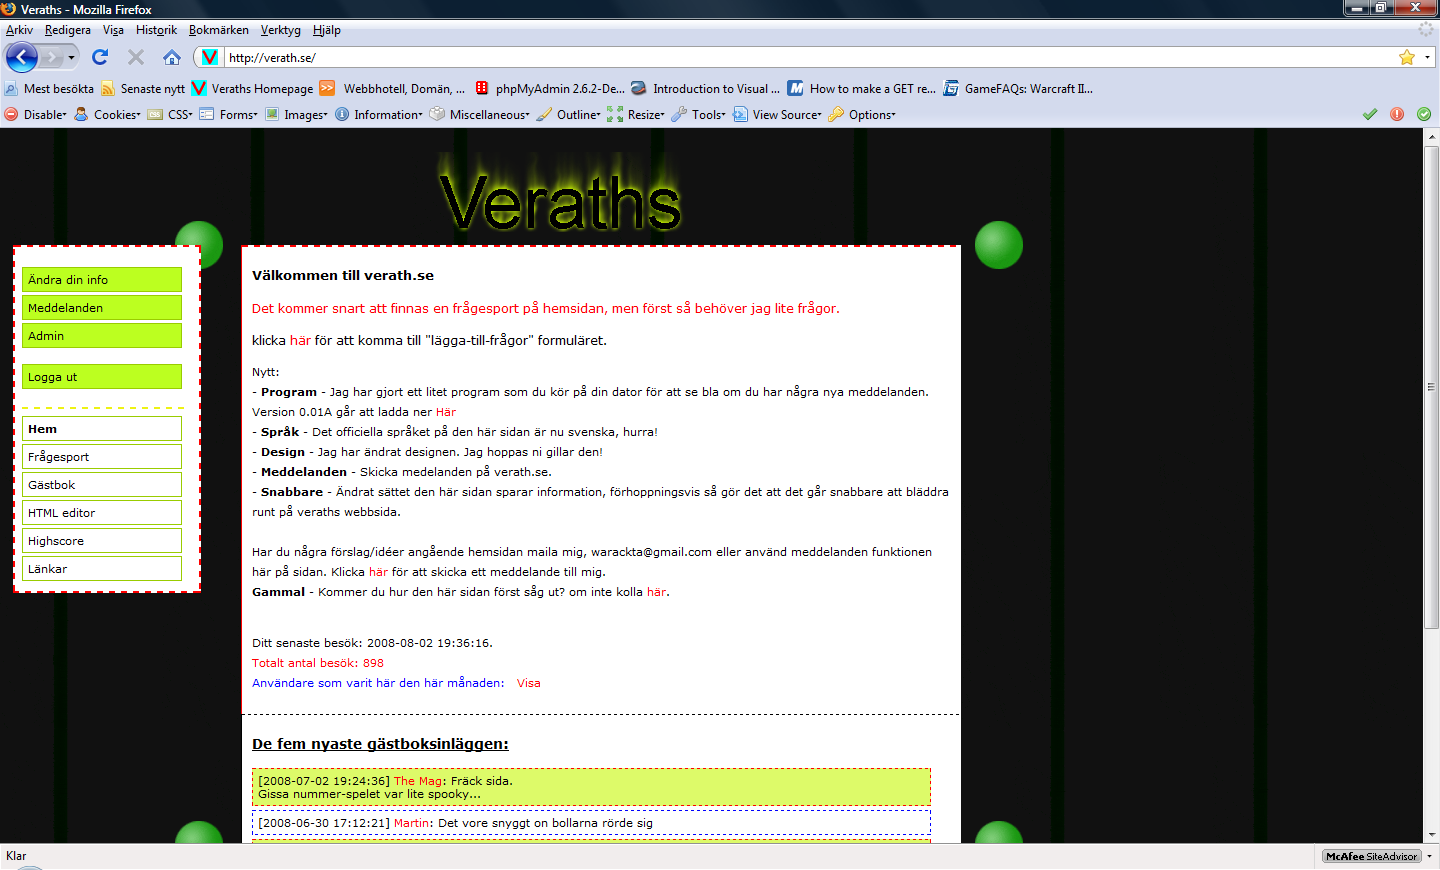 Veraths - Mozilla Firefox
Arkiv Redigera Visa Historik Bokmärken Verktyg Hjälp
http://verath.se/
Mest besökta Senaste nytt Veraths Homepage Webbhotell, Domän, ... phpMyAdmin 2.6.2-De... Introduction to Visual ... How to make a GET re... GameFAQs: Warcraft II...
Disable Cookies CSS Forms Images Information Miscellaneous Outline Resize Tools View Source Options
Veraths
Ändra din info
Meddelanden
Admin
Logga ut
Hem
Frågesport
Gästbok
HTML editor
Highscore
Länkar
Välkommen till verath.se
Det kommer snart att finnas en frågesport på hemsidan, men först så behöver jag lite frågor.
klicka här för att komma till "lägga-till-frågor" formuläret.
Nytt:
- Program - Jag har gjort ett litet program som du kör på din dator för att se bla om du har några nya meddelanden.
Version 0.01A går att ladda ner Här
- Språk - Det officiella språket på den här sidan är nu svenska, hurra!
- Design - Jag har ändrat designen. Jag hoppas ni gillar den!
- Meddelanden - Skicka medelanden på verath.se.
- Snabbare - Ändrat sättet den här sidan sparar information, förhoppningsvis så gör det att det går snabbare att bläddra
runt på veraths webbsida.
Har du några förslag/idéer angående hemsidan maila mig, warackta@gmail.com eller använd meddelanden funktionen
här på sidan. Klicka här för att skicka ett meddelande till mig.
Gammal - Kommer du hur den här sidan först såg ut? om inte kolla här.
Ditt senaste besök: 2008-08-02 19:36:16.
Totalt antal besök: 898
Användare som varit här den här månaden: Visa
De fem nyaste gästboksinläggen:
[2008-07-02 19:24:36] The Mag: Fräck sida.
Gissa nummer-spelet var lite spooky...
[2008-06-30 17:12:21] Martin: Det vore snyggt on bollarna rörde sig
Klar
McAfee SiteAdvisor